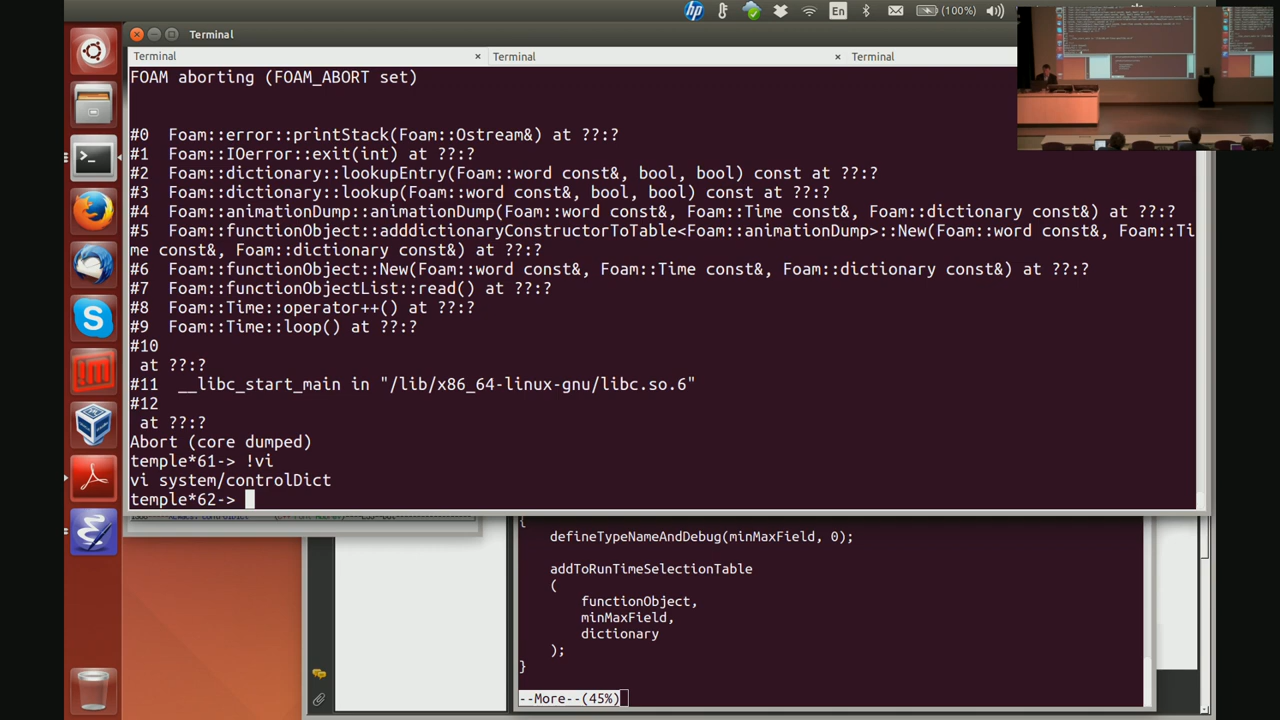 En
(100%)
Terminal
Terminal
Terminal
Terminal
FOAM aborting (FOAM_ABORT set)
#0  Foam::error::printStack(Foam::Ostream&) at ??:?
#1  Foam::IOerror::exit(int) at ??:?
#2  Foam::dictionary::lookupEntry(Foam::word const&, bool, bool) const at ??:?
#3  Foam::dictionary::lookup(Foam::word const&, bool, bool) const at ??:?
#4  Foam::animationDump::animationDump(Foam::word const&, Foam::Time const&, Foam::dictionary const&) at ??:?
#5  Foam::functionObject::adddictionaryConstructorToTable<Foam::animationDump>::New(Foam::word const&, Foam::Ti
me const&, Foam::dictionary const&) at ??:?
#6  Foam::functionObject::New(Foam::word const&, Foam::Time const&, Foam::dictionary const&) at ??:?
#7  Foam::functionObjectList::read() at ??:?
#8  Foam::Time::operator++() at ??:?
#9  Foam::Time::loop() at ??:?
#10
 at ??:?
#11  __libc_start_main in "/lib/x86_64-linux-gnu/libc.so.6"
#12
 at ??:?
Abort (core dumped)
temple*61-> !vi
vi system/controlDict
temple*62->
{
defineTypeNameAndDebug(minMaxField, 0);
addToRunTimeSelectionTable
(
functionObject,
minMaxField,
dictionary
);
}
--More--(45%)